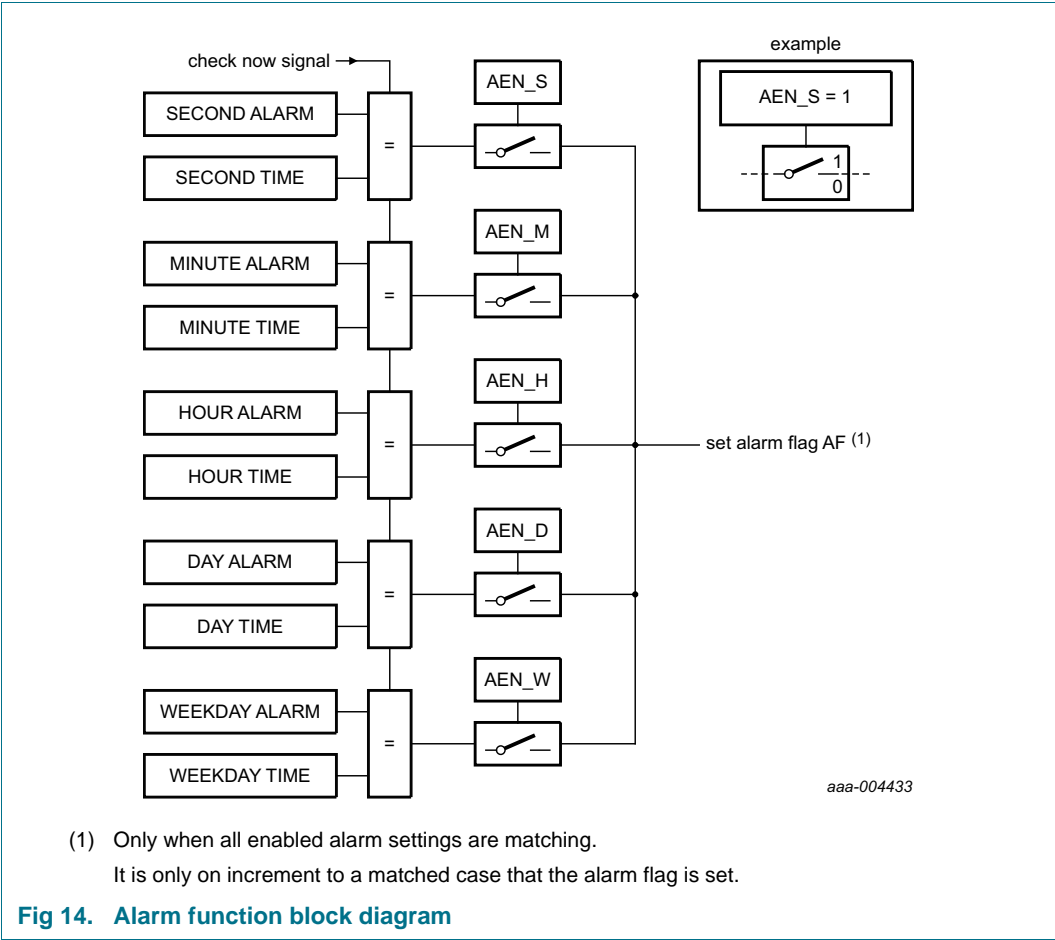 example
check now signal
AEN_S
AEN_S = 1
SECOND ALARM
=
1
SECOND TIME
0
AEN_M
MINUTE ALARM
=
MINUTE TIME
AEN_H
HOUR ALARM
=
set alarm flag AF (1)
HOUR TIME
AEN_D
DAY ALARM
=
DAY TIME
AEN_W
WEEKDAY ALARM
=
WEEKDAY TIME
aaa-004433
(1) Only when all enabled alarm settings are matching.
It is only on increment to a matched case that the alarm flag is set.
Fig 14. Alarm function block diagram